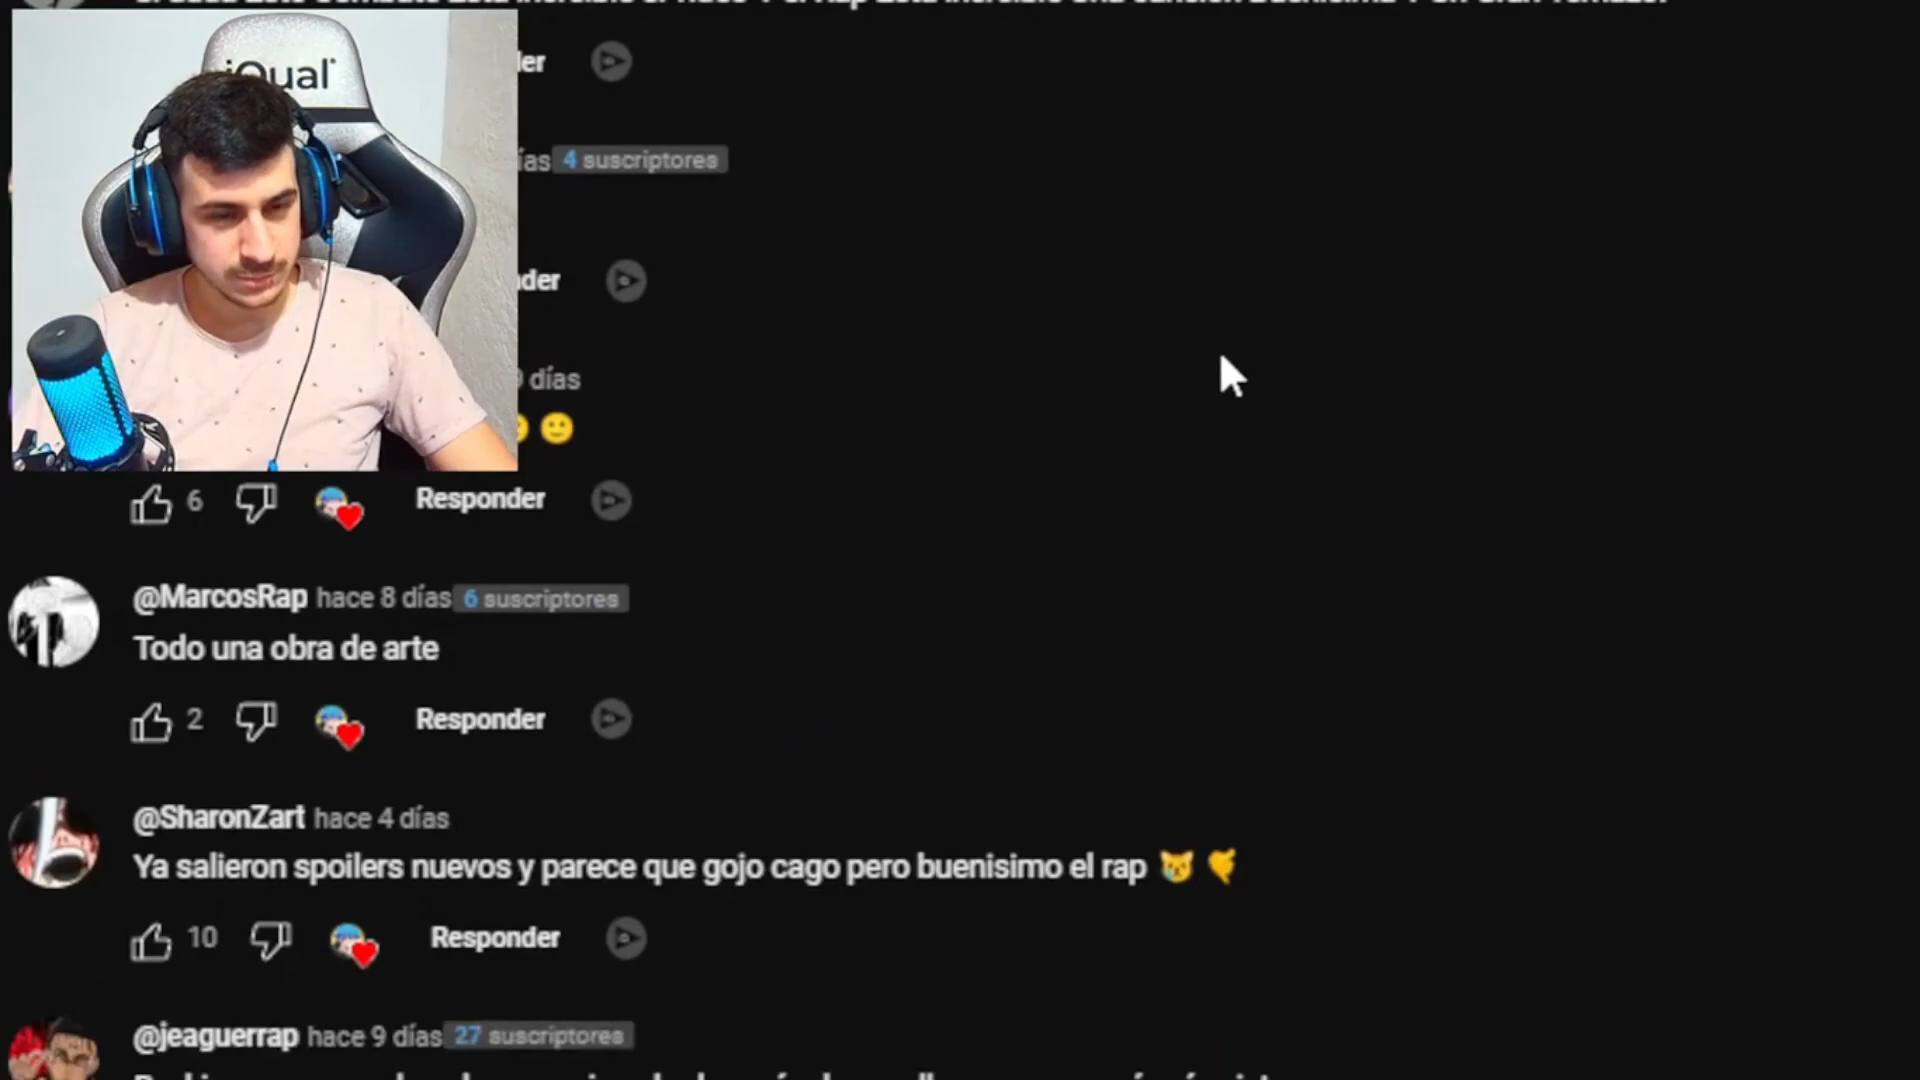 iQual
der
ías 4 suscriptores
nder
9 días
6 Responder
@MarcosRap hace 8 días 6 suscriptores
Todo una obra de arte
2 Responder
@SharonZart hace 4 días
Ya salieron spoilers nuevos y parece que gojo cago pero buenisimo el rap 😿 🫰
10 Responder
@jeaguerrap hace 9 días 27 suscriptores